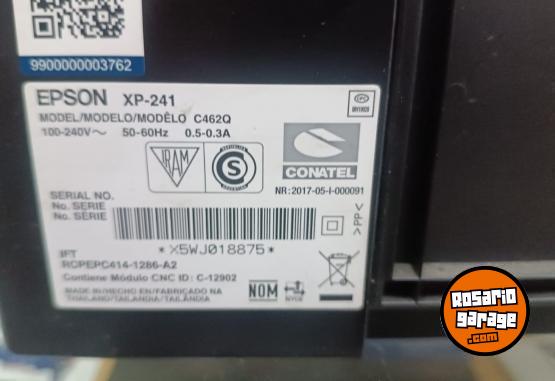 9900000003762
EPSON XP-241
MODEL/MODELO/MODÈLO C462Q
100-240V～ 50-60Hz 0.5-0.3A
IRAM
S
CONATEL
NR:2017-05-I-000091
SERIAL NO.
No. SERIE
No. SÉRIE
*X5WJ018875*
>PP<
IFT
RCPEPC414-1286-A2
Contiene Módulo CNC ID: C-12902
MADE IN/HECHO EN/FABRICADO NA
THAILAND/TAILANDIA/TAILÂNDIA
NOM
NYCE
Rosario
garage
.com